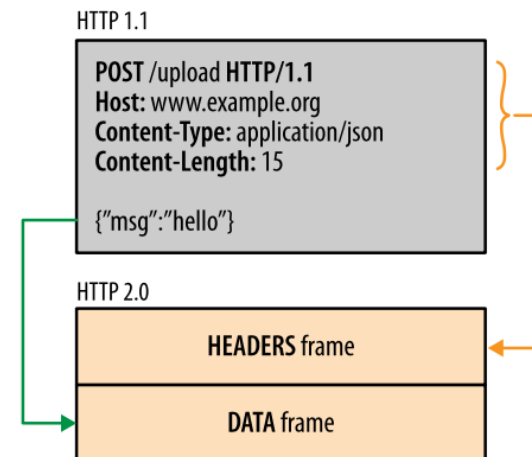 HTTP 1.1
POST /upload HTTP/1.1
Host: www.example.org
Content-Type: application/json
Content-Length: 15
{”msg”:”hello”}
HTTP 2.0
HEADERS frame
DATA frame